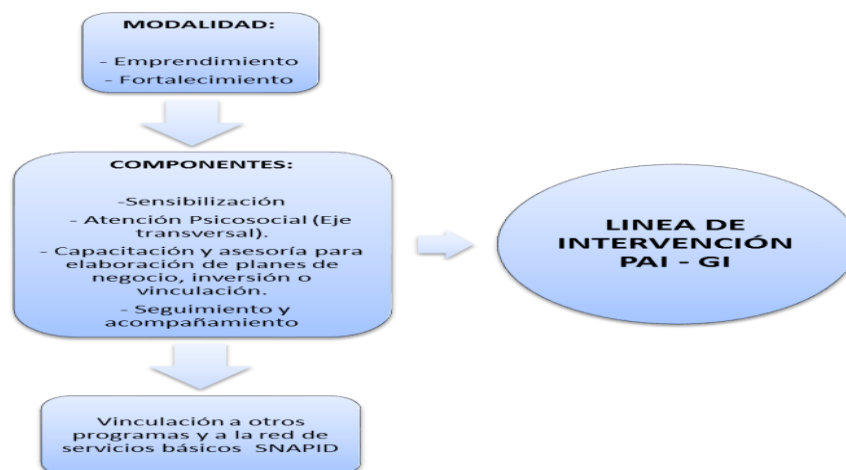 MODALIDAD:
- Emprendimiento
- Fortalecimiento
COMPONENTES:
-Sensibilización
- Atención Psicosocial (Eje
transversal).
- Capacitación y asesoría para
elaboración de planes de
negocio, inversión o
vinculación.
- Seguimiento y
acompañamiento
LINEA DE
INTERVENCIÓN
PAI - GI
Vinculación a otros
programas y a la red de
servicios básicos SNAPID